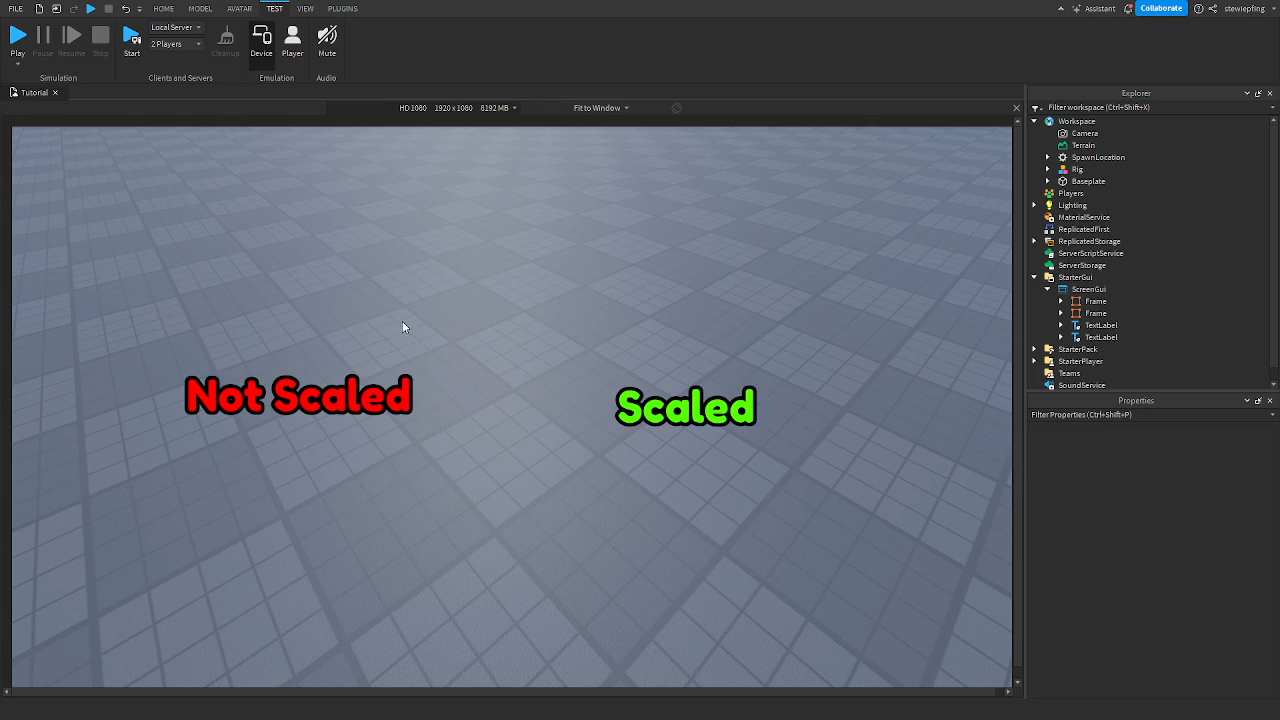 FILE HOME MODEL AVATAR TEST VIEW PLUGINS Assistant Collaborate stewiepfing
Play Pause Resume Stop Start Local Server 2 Players Cleanup Device Player Mute
Simulation Clients and Servers Emulation Audio
Tutorial
HD 1080 1920 x 1080 8192 MB Fit to Window
Not Scaled
Scaled
Explorer
Filter workspace (Ctrl+Shift+X)
Workspace
Camera
Terrain
SpawnLocation
Rig
Baseplate
Players
Lighting
MaterialService
ReplicatedFirst
ReplicatedStorage
ServerScriptService
ServerStorage
StarterGui
ScreenGui
Frame
Frame
TextLabel
TextLabel
StarterPack
StarterPlayer
Teams
SoundService
Properties
Filter Properties (Ctrl+Shift+P)